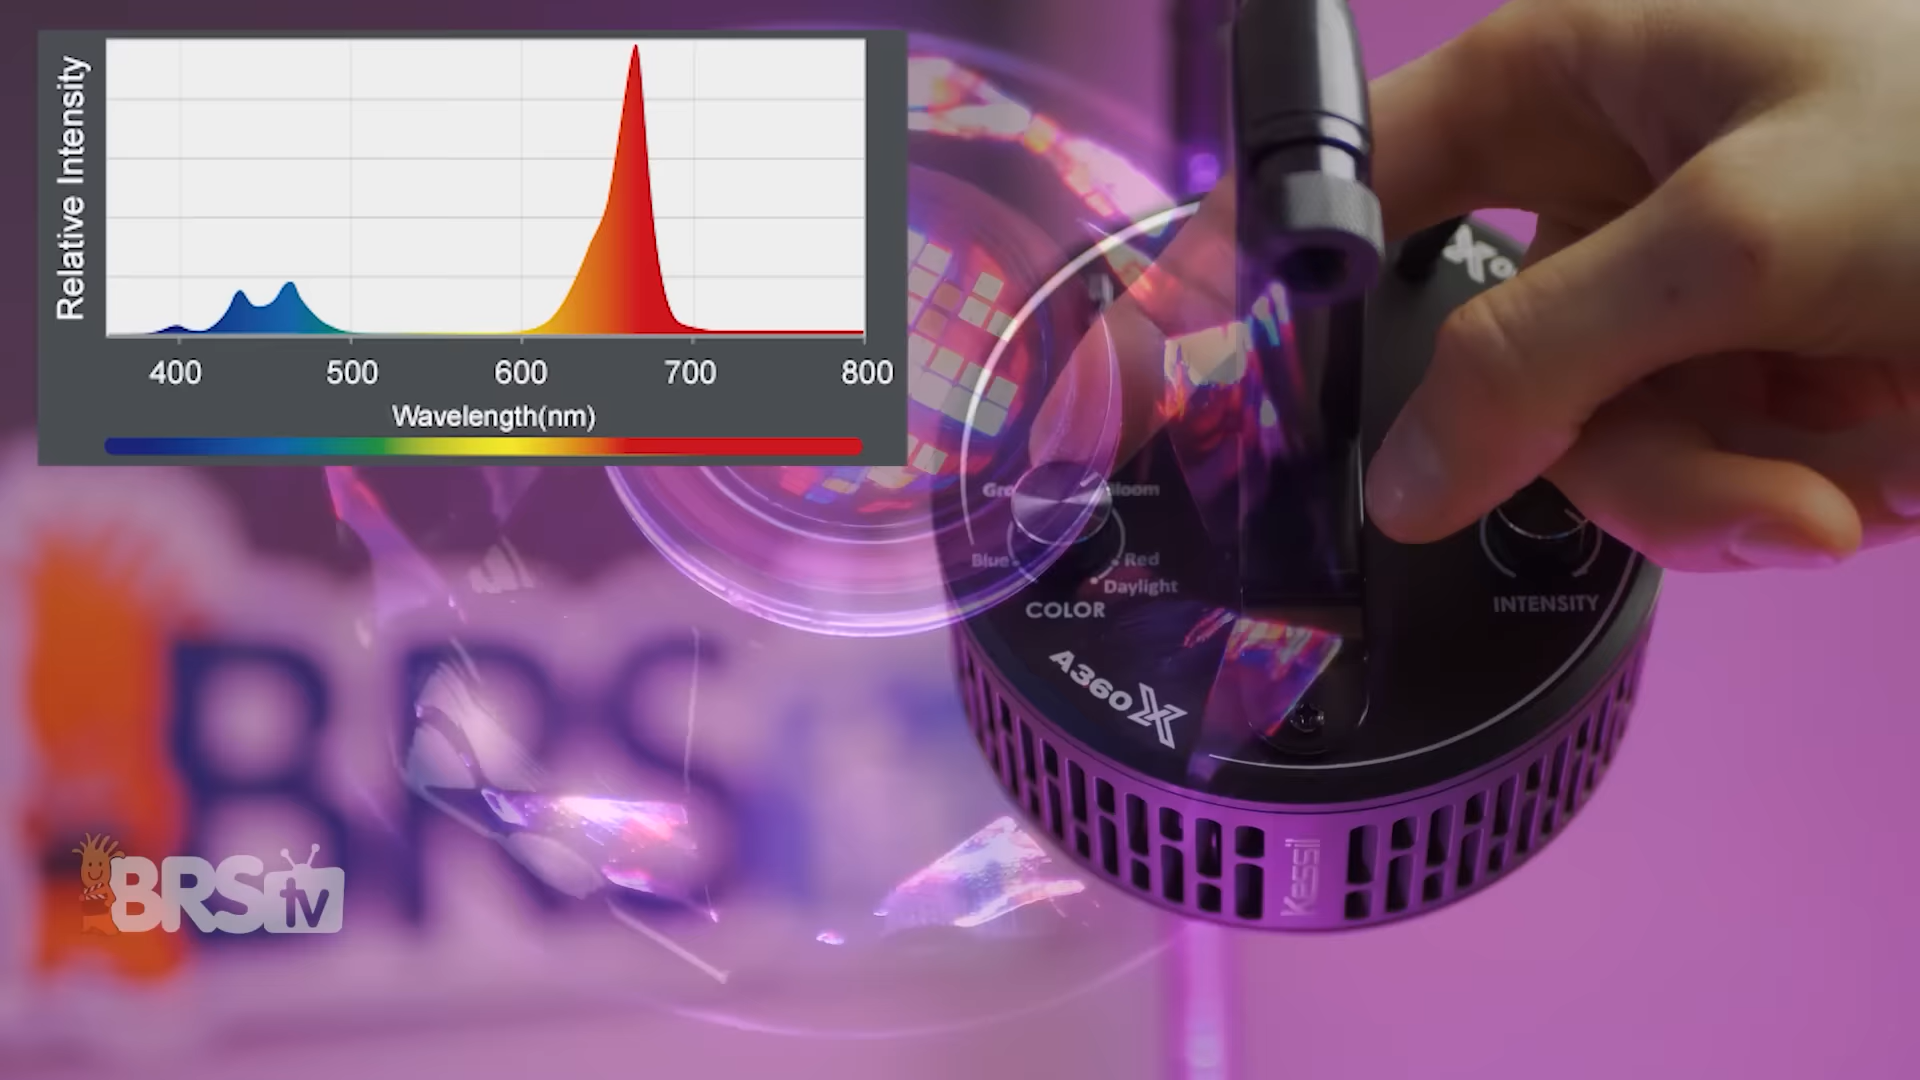 Relative Intensity
400 500 600 700 800
Wavelength(nm)
Bloom
Blue
Red
Daylight
COLOR
INTENSITY
A360X
Kessil
BRS
BRStv